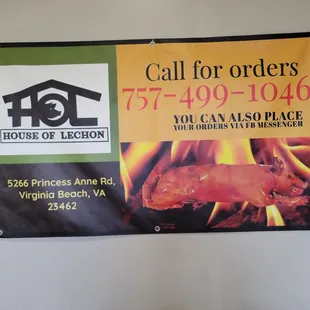 HOL
HOUSE OF LECHON
5266 Princess Anne Rd,
Virginia Beach, VA
23462
Call for orders
757-499-1046
YOU CAN ALSO PLACE
YOUR ORDERS VIA FB MESSENGER